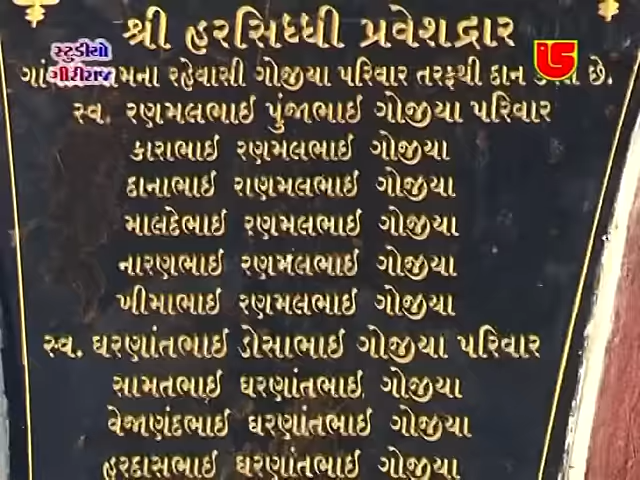 શ્રી હરસિધ્ધી પ્રવેશદ્વાર
સ્ટુડીયો
ગીરીરાજ
રહેવાસી ગોજીયા પરિવાર તરફથી દાન છે.
સ્વ. રણમલભાઇ પુંજાભાઇ ગોજીયા પરિવાર
કારાભાઇ રણમલભાઇ ગોજીયા
દાનાભાઇ રાણમલભાઇ ગોજીયા
માલદેભાઇ રણમલભાઇ ગોજીયા
નારણભાઇ રણમલભાઇ ગોજીયા
ખીમાભાઇ રણમલભાઇ ગોજીયા
સ્વ. ઘરણાંતભાઇ ડોસાભાઇ ગોજીયા પરિવાર
સામતભાઇ ઘરણાંતભાઇ ગોજીયા
વેજાણંદભાઇ ઘરણાંતભાઇ ગોજીયા
હરદાસભાઇ ઘરણાંતભાઇ ગોજીયા